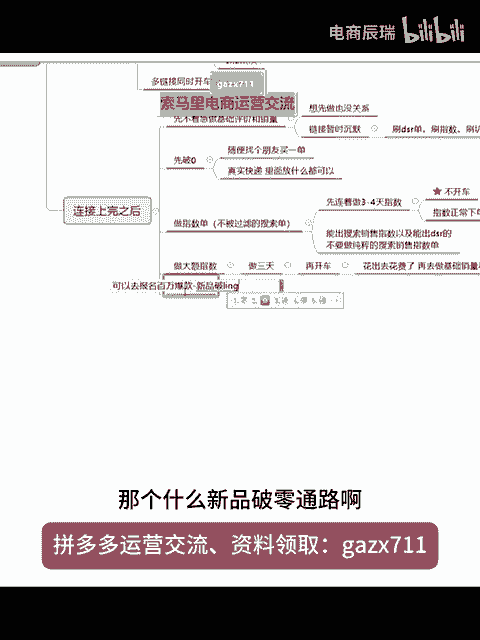 电商辰瑞 bilibili
多链接同时开车
gazx711
索马里电商运营交流
先不着急做基础评价和销量
想先做也没关系
链接暂时沉默
刷dsr单、刷指数、刷
先破0
随便找个朋友买一单
真实快递 里面放什么都可以
连接上完之后
做指数单（不被过滤的搜索单）
先连着做3-4天指数
不开车
指数正常下单
能出搜索销售指数以及能出dsr的
不要做纯粹的搜索销售指数单
做大额指数
做三天
再开车
花出去花费了 再去做基础销量
可以去报名百万爆款-新品破ling
那个什么新品破零通路啊
拼多多运营交流、资料领取：gazx711